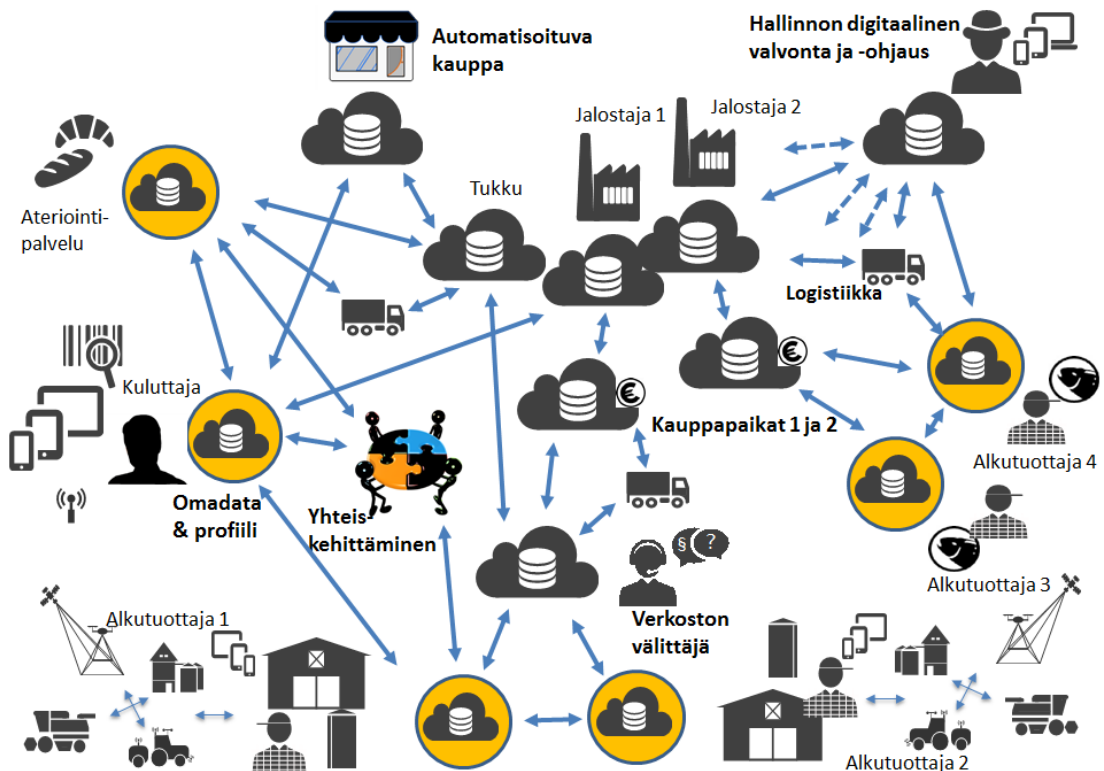 Automatisoituva
kauppa
Hallinnon digitaalinen
valvonta ja -ohjaus
Jalostaja 1
Jalostaja 2
Tukku
Ateriointi-
palvelu
Logistiikka
€
Kuluttaja
€
Kauppapaikat 1 ja 2
Alkutuottaja 4
Omadata
& profiili
Yhteis-
kehittäminen
§ ?
Alkutuottaja 3
Alkutuottaja 1
Verkoston
välittäjä
Alkutuottaja 2